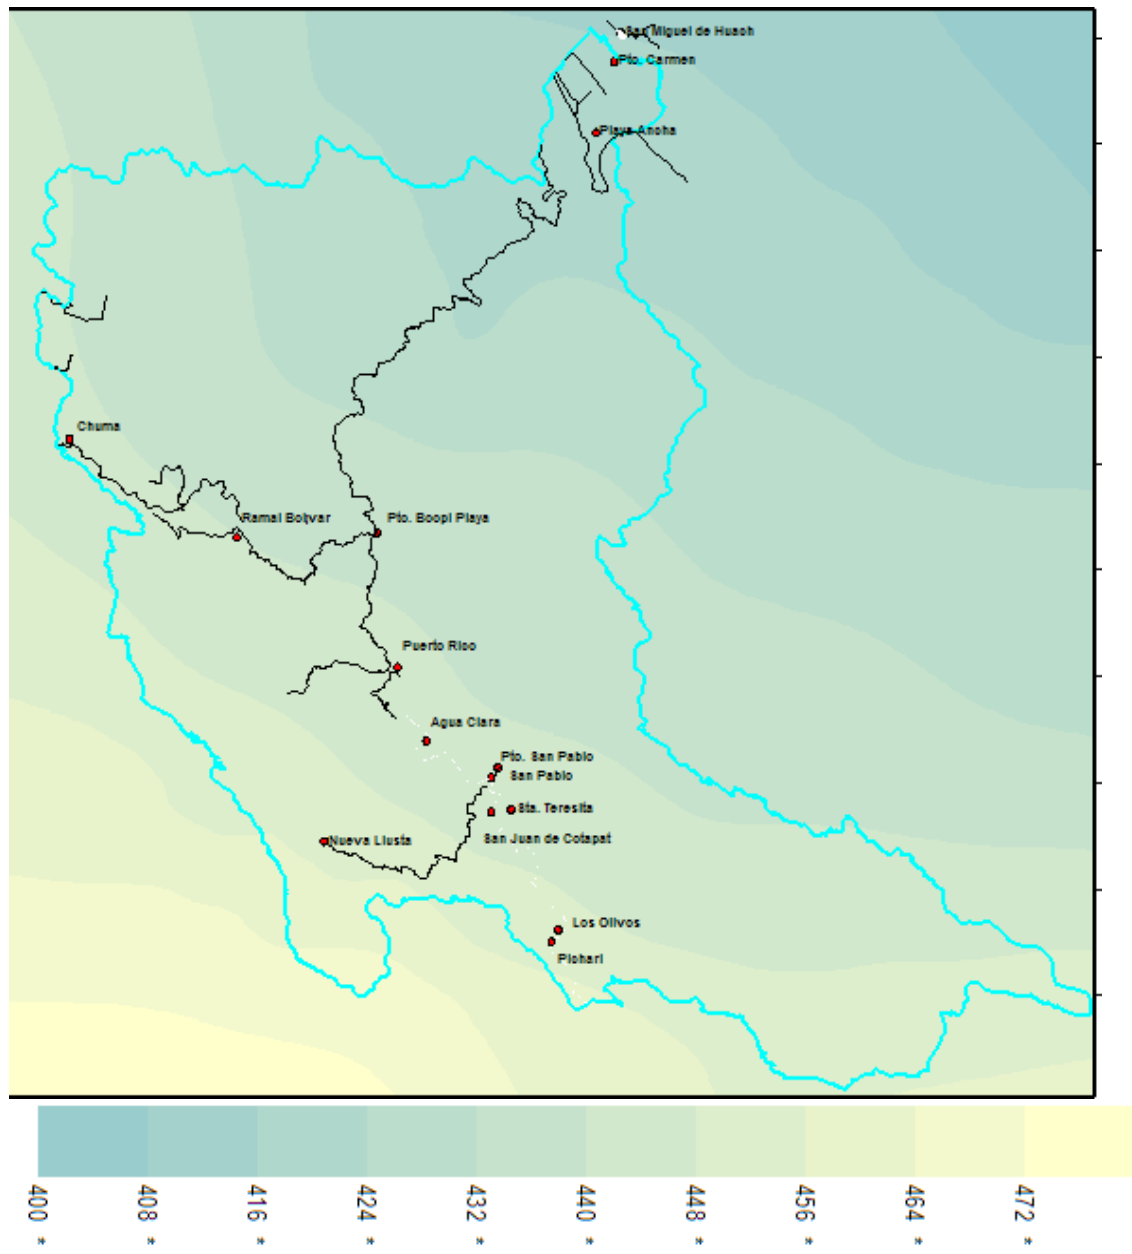 San Miguel de Huach
Pto. Carmen
Playa Ancha
Chuma
Ramal Bolivar
Pto. Boopi Playa
Puerto Rico
Agua Clara
Pto. San Pablo
San Pablo
Sta. Teresita
San Juan de Cotapat
Nueva Llusta
Los Olivos
Pichari
400 *
408 *
416 *
424 *
432 *
440 *
448 *
456 *
464 *
472 *